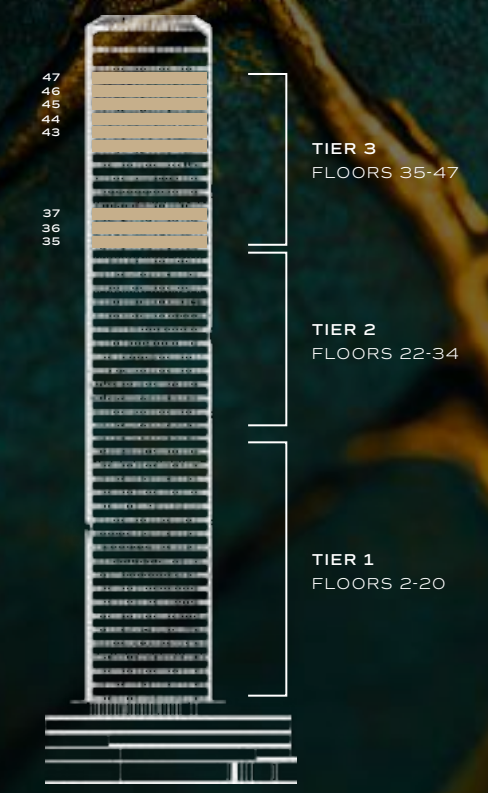 47
46
45
44
43
37
36
35
TIER 3
FLOORS 35-47
TIER 2
FLOORS 22-34
TIER 1
FLOORS 2-20